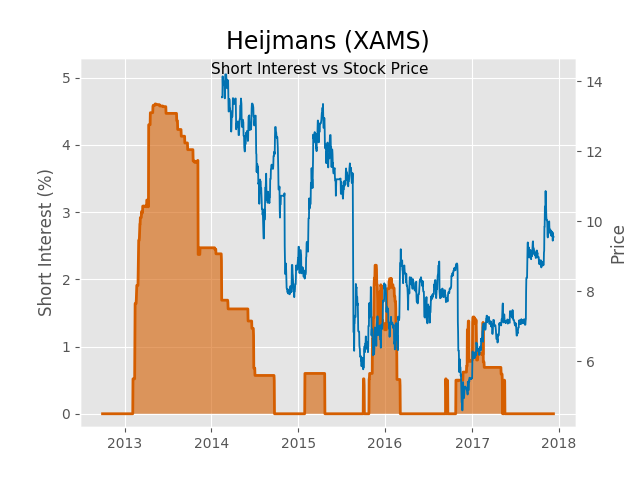 Heijmans (XAMS)
Short Interest vs Stock Price
Short Interest (%)
5
4
3
2
1
0
14
12
10
8
6
Price
2013 2014 2015 2016 2017 2018